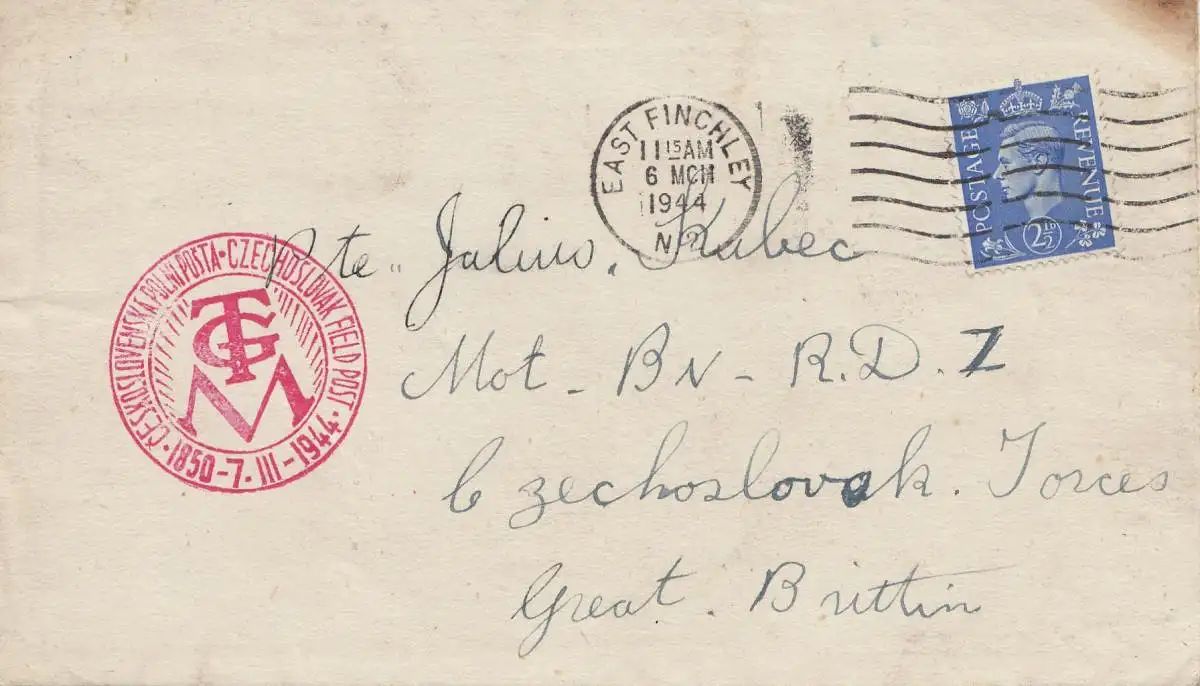 EAST FINCHLEY
11 15 AM
6 MCH
1944
N.2
POSTAGE REVENUE
2½D
Pte. Julius. Kubec
Mot - BN - R.D. Z
Czechoslovak. Forces
Great. Brittin
ČESKOSLOVENSKÁ POLNÍ POŠTA · CZECHOSLOVAK FIELD POST ·
TGM
1850 - 7 · III - 1944